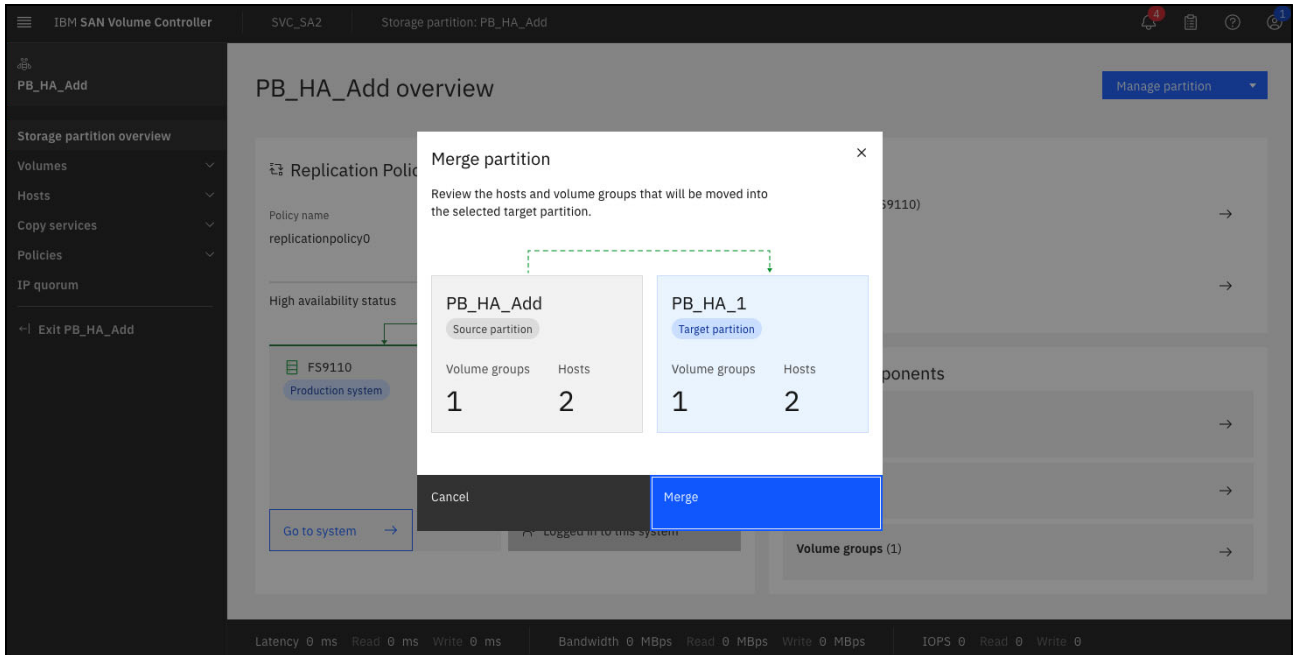 IBM SAN Volume Controller
SVC_SA2
Storage partition: PB_HA_Add
4
1
PB_HA_Add
Storage partition overview
Volumes
Hosts
Copy services
Policies
IP quorum
Exit PB_HA_Add
PB_HA_Add overview
Manage partition
Replication Polic
Policy name
replicationpolicy0
High availability status
FS9110
Production system
Go to system
Logged in to this system
Merge partition
Review the hosts and volume groups that will be moved into
the selected target partition.
PB_HA_Add
Source partition
Volume groups Hosts
1 2
PB_HA_1
Target partition
Volume groups Hosts
1 2
Cancel
Merge
S9110)
ponents
Volume groups (1)
Latency 0 ms Read 0 ms Write 0 ms
Bandwidth 0 MBps Read 0 MBps Write 0 MBps
IOPS 0 Read 0 Write 0